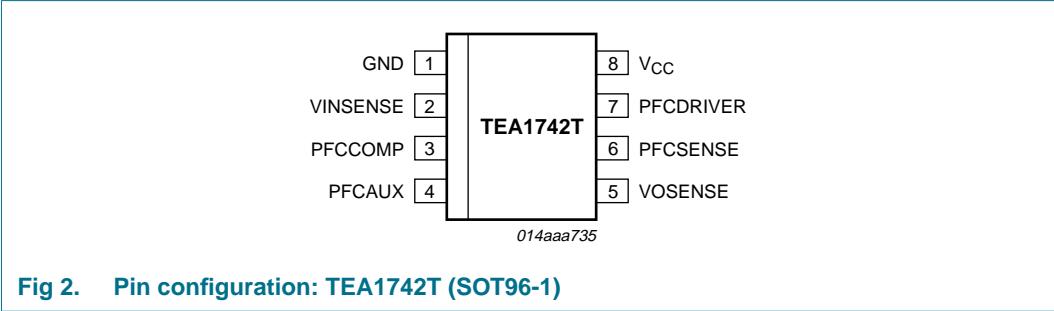 GND 1 8 VCC
VINSENSE 2 7 PFCDRIVER
TEA1742T
PFCCOMP 3 6 PFCSENSE
PFCAUX 4 5 VOSENSE
014aaa735
Fig 2. Pin configuration: TEA1742T (SOT96-1)